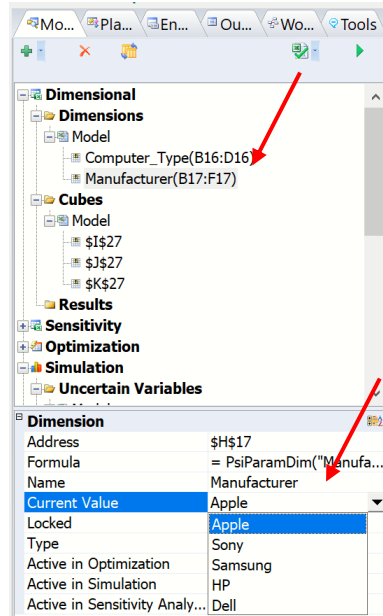 Mo... Pla... En... Ou... Wo... Tools
Dimensional
Dimensions
Model
Computer_Type(B16:D16)
Manufacturer(B17:F17)
Cubes
Model
$I$27
$J$27
$K$27
Results
Sensitivity
Optimization
Simulation
Uncertain Variables
Dimension
Address $H$17
Formula = PsiParamDim("Manufa...
Name Manufacturer
Current Value Apple
Locked Apple
Type Sony
Active in Optimization Samsung
Active in Simulation HP
Active in Sensitivity Analy... Dell